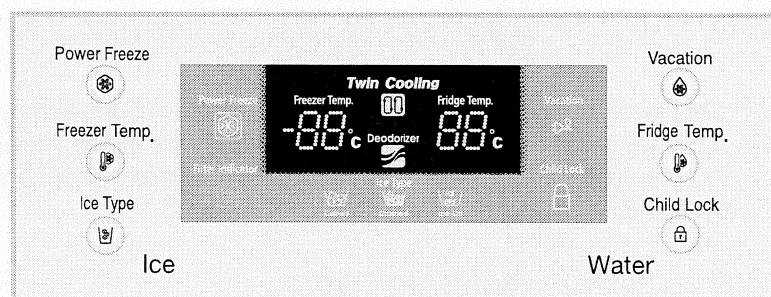 Power Freeze
Freezer Temp.
Ice Type
Ice
Twin Cooling
Power Freeze
Freezer Temp.
Fridge Temp.
Vacation
-88°c
Deodorizer
88°c
Filter Indicator
Ice Type
Child Lock
Vacation
Fridge Temp.
Child Lock
Water